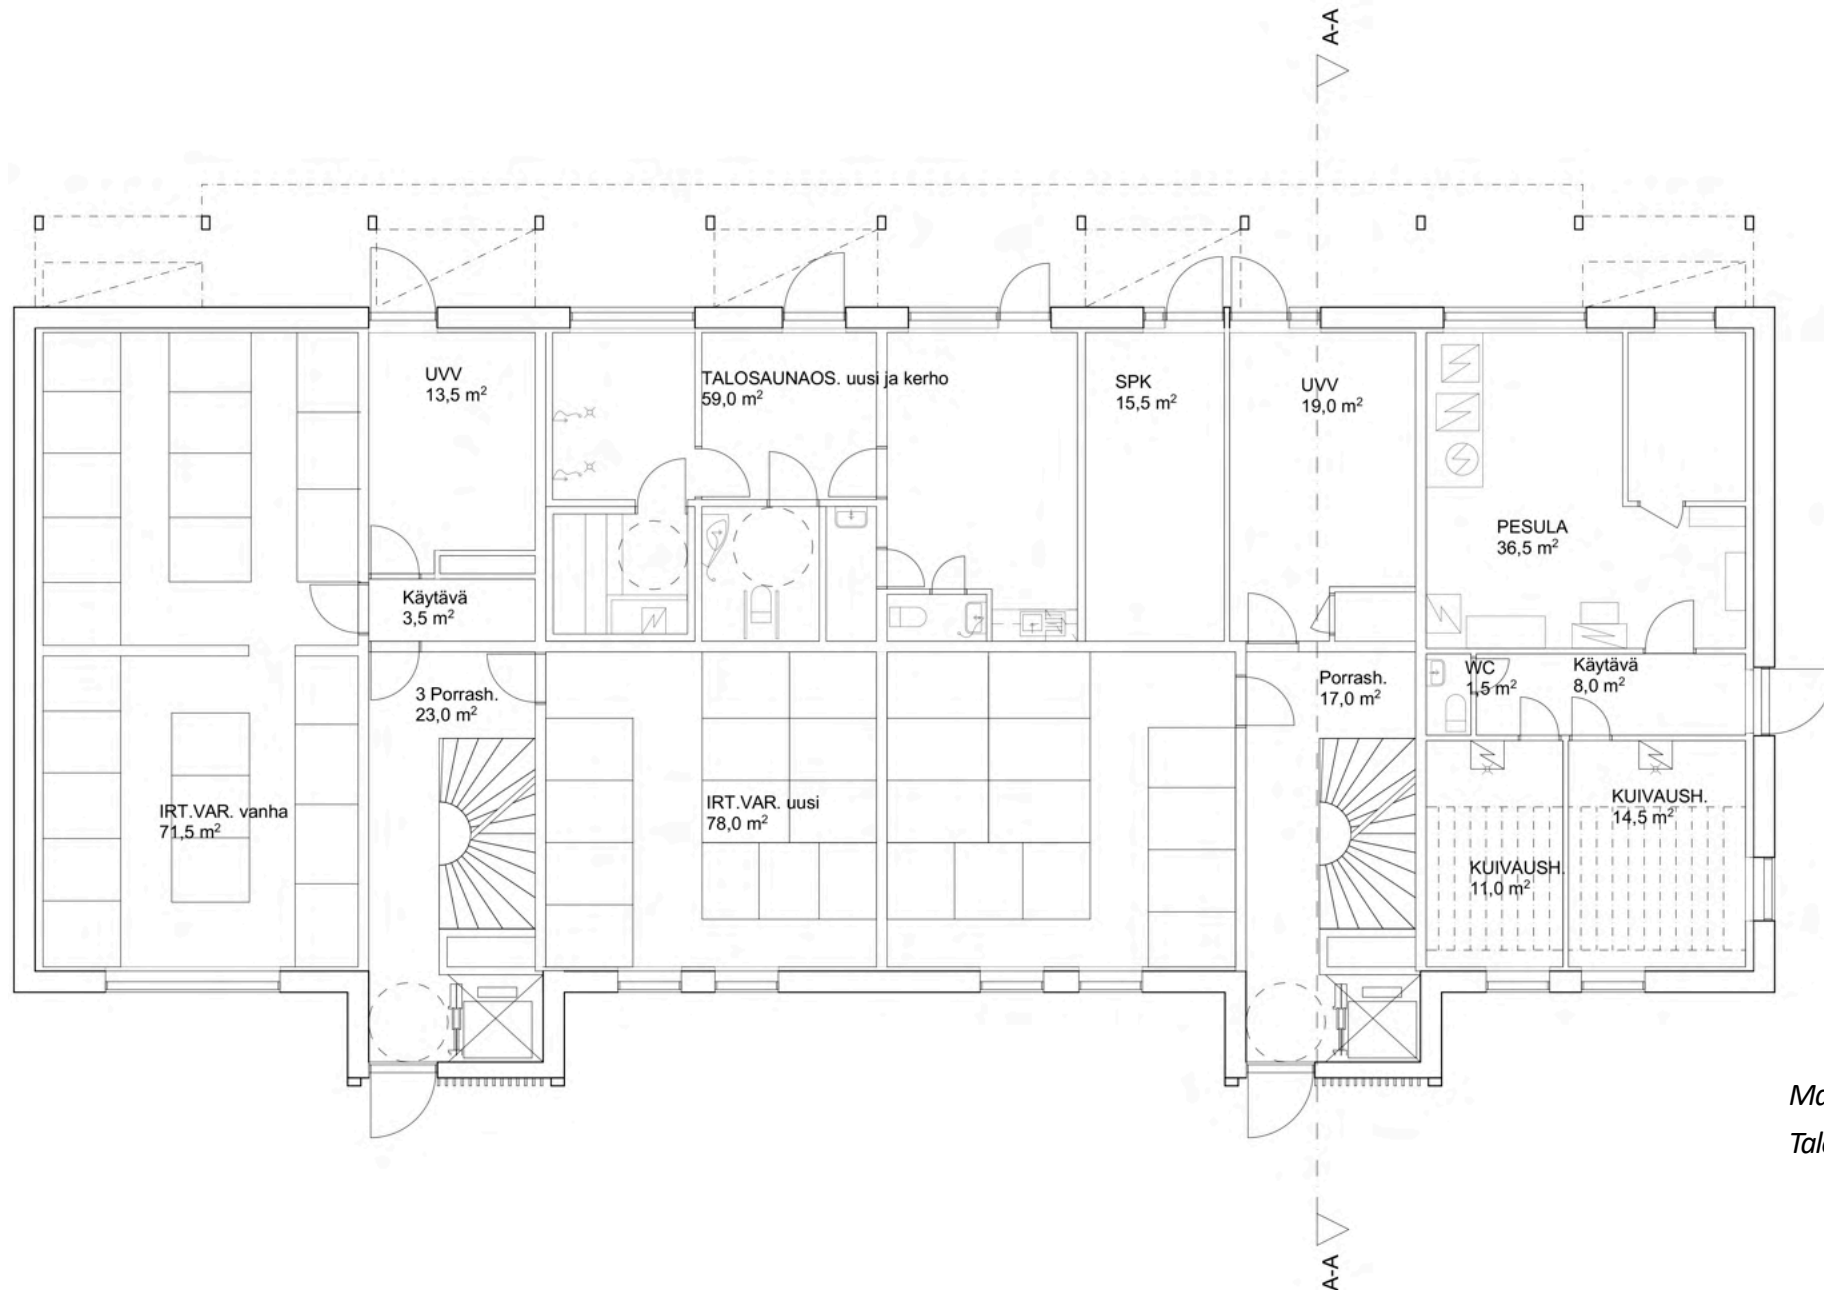 A-A
UVV
13,5 m²
TALOSAUNAOS. uusi ja kerho
59,0 m²
SPK
15,5 m²
UVV
19,0 m²
PESULA
36,5 m²
Käytävä
3,5 m²
3 Porrash.
23,0 m²
Porrash.
17,0 m²
WC
1,5 m²
Käytävä
8,0 m²
IRT.VAR. vanha
71,5 m²
IRT.VAR. uusi
78,0 m²
KUIVAUSH.
14,5 m²
KUIVAUSH.
11,0 m²
A-A